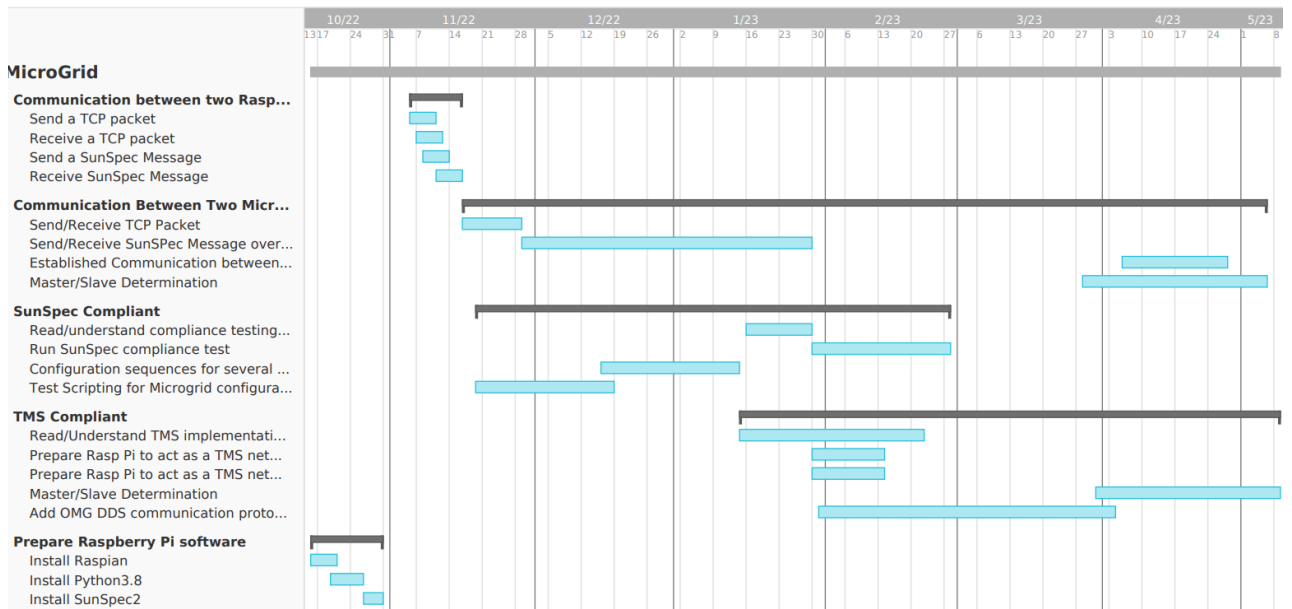 10/22 11/22 12/22 1/23 2/23 3/23 4/23 5/23
13 17 24 31 7 14 21 28 5 12 19 26 2 9 16 23 30 6 13 20 27 6 13 20 27 3 10 17 24 1 8
MicroGrid
Communication between two Rasp...
Send a TCP packet
Receive a TCP packet
Send a SunSpec Message
Receive SunSpec Message
Communication Between Two Micr...
Send/Receive TCP Packet
Send/Receive SunSPec Message over...
Established Communication between...
Master/Slave Determination
SunSpec Compliant
Read/understand compliance testing...
Run SunSpec compliance test
Configuration sequences for several ...
Test Scripting for Microgrid configura...
TMS Compliant
Read/Understand TMS implementati...
Prepare Rasp Pi to act as a TMS net...
Prepare Rasp Pi to act as a TMS net...
Master/Slave Determination
Add OMG DDS communication proto...
Prepare Raspberry Pi software
Install Raspian
Install Python3.8
Install SunSpec2